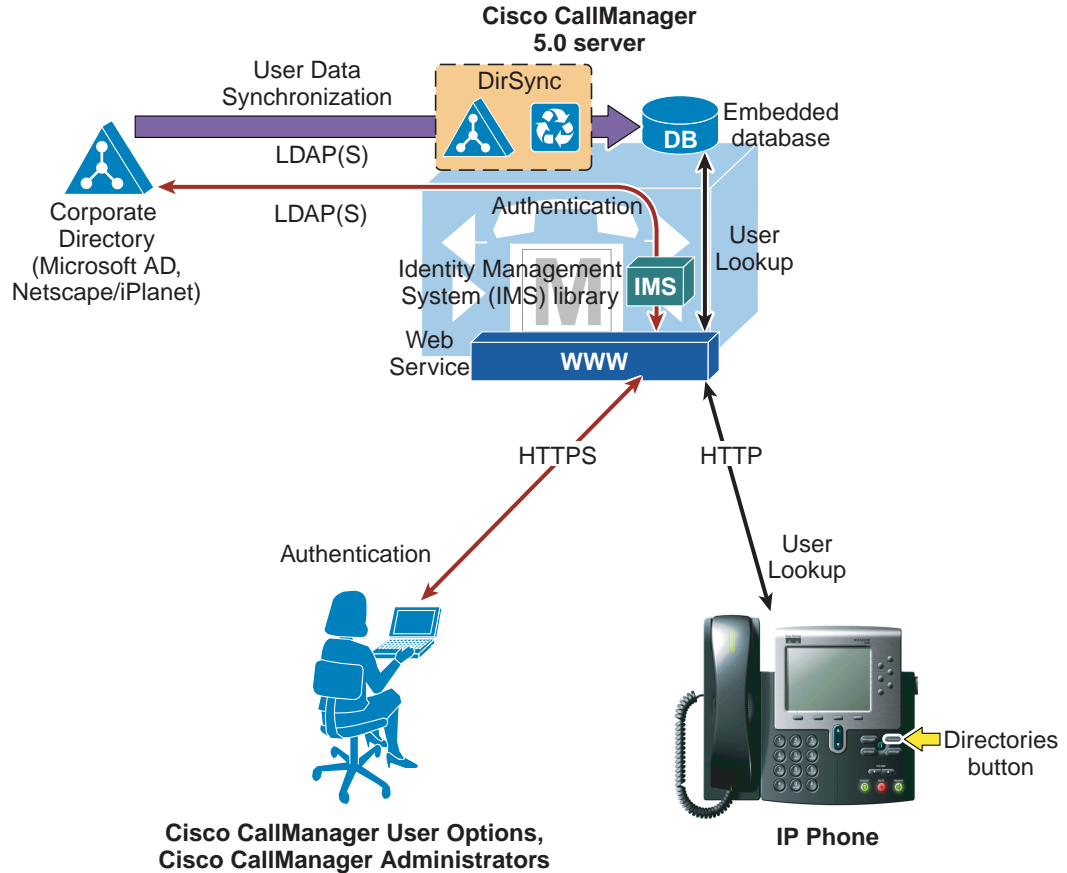 Cisco CallManager
5.0 server
User Data
Synchronization
DirSync
LDAP(S)
DB
Embedded
database
LDAP(S)
Authentication
User
Lookup
Corporate
Directory
(Microsoft AD,
Netscape/iPlanet)
Identity Management
System (IMS) library
IMS
M
Web
Service
WWW
HTTPS
HTTP
Authentication
User
Lookup
Directories
button
Cisco CallManager User Options,
Cisco CallManager Administrators
IP Phone